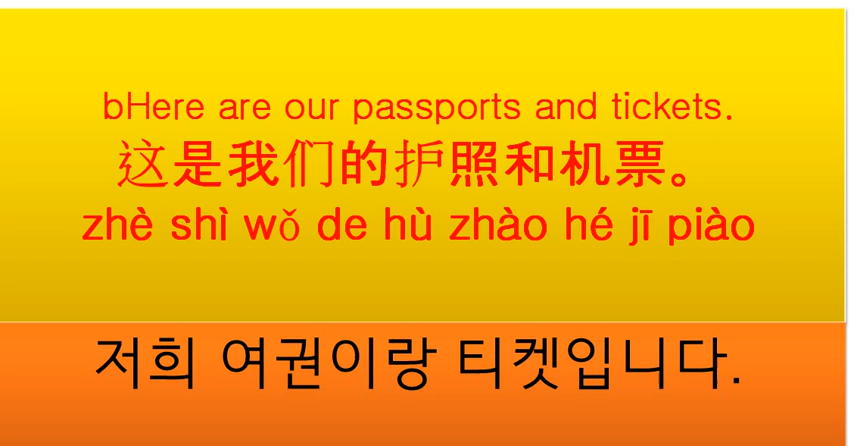 bHere are our passports and tickets.
这是我们的护照和机票。
zhè shì wǒ de hù zhào hé jī piào
저희 여권이랑 티켓입니다.